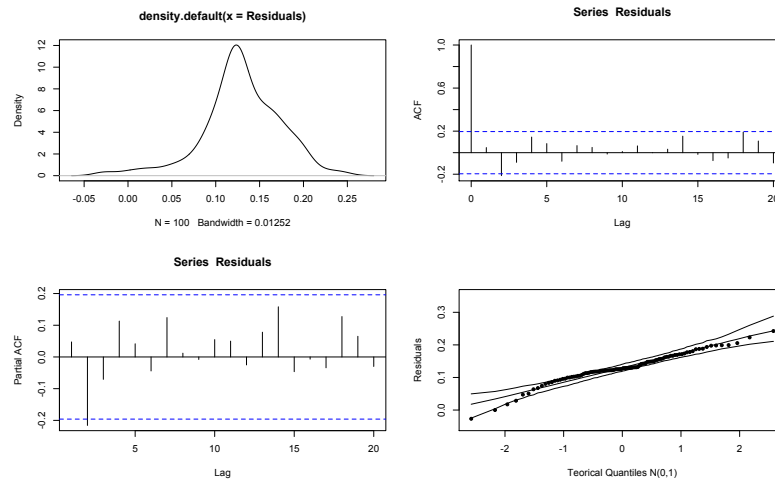 density.default(x = Residuals)
Density
0 2 4 6 8 10 12
-0.05 0.00 0.05 0.10 0.15 0.20 0.25
N = 100 Bandwidth = 0.01252
Series Residuals
ACF
-0.2 0.2 0.6 1.0
0 5 10 15 20
Lag
Series Residuals
Partial ACF
-0.2 -0.1 0.0 0.1 0.2
5 10 15 20
Lag
Residuals
0.0 0.1 0.2 0.3
-2 -1 0 1 2
Teorical Quantiles N(0,1)